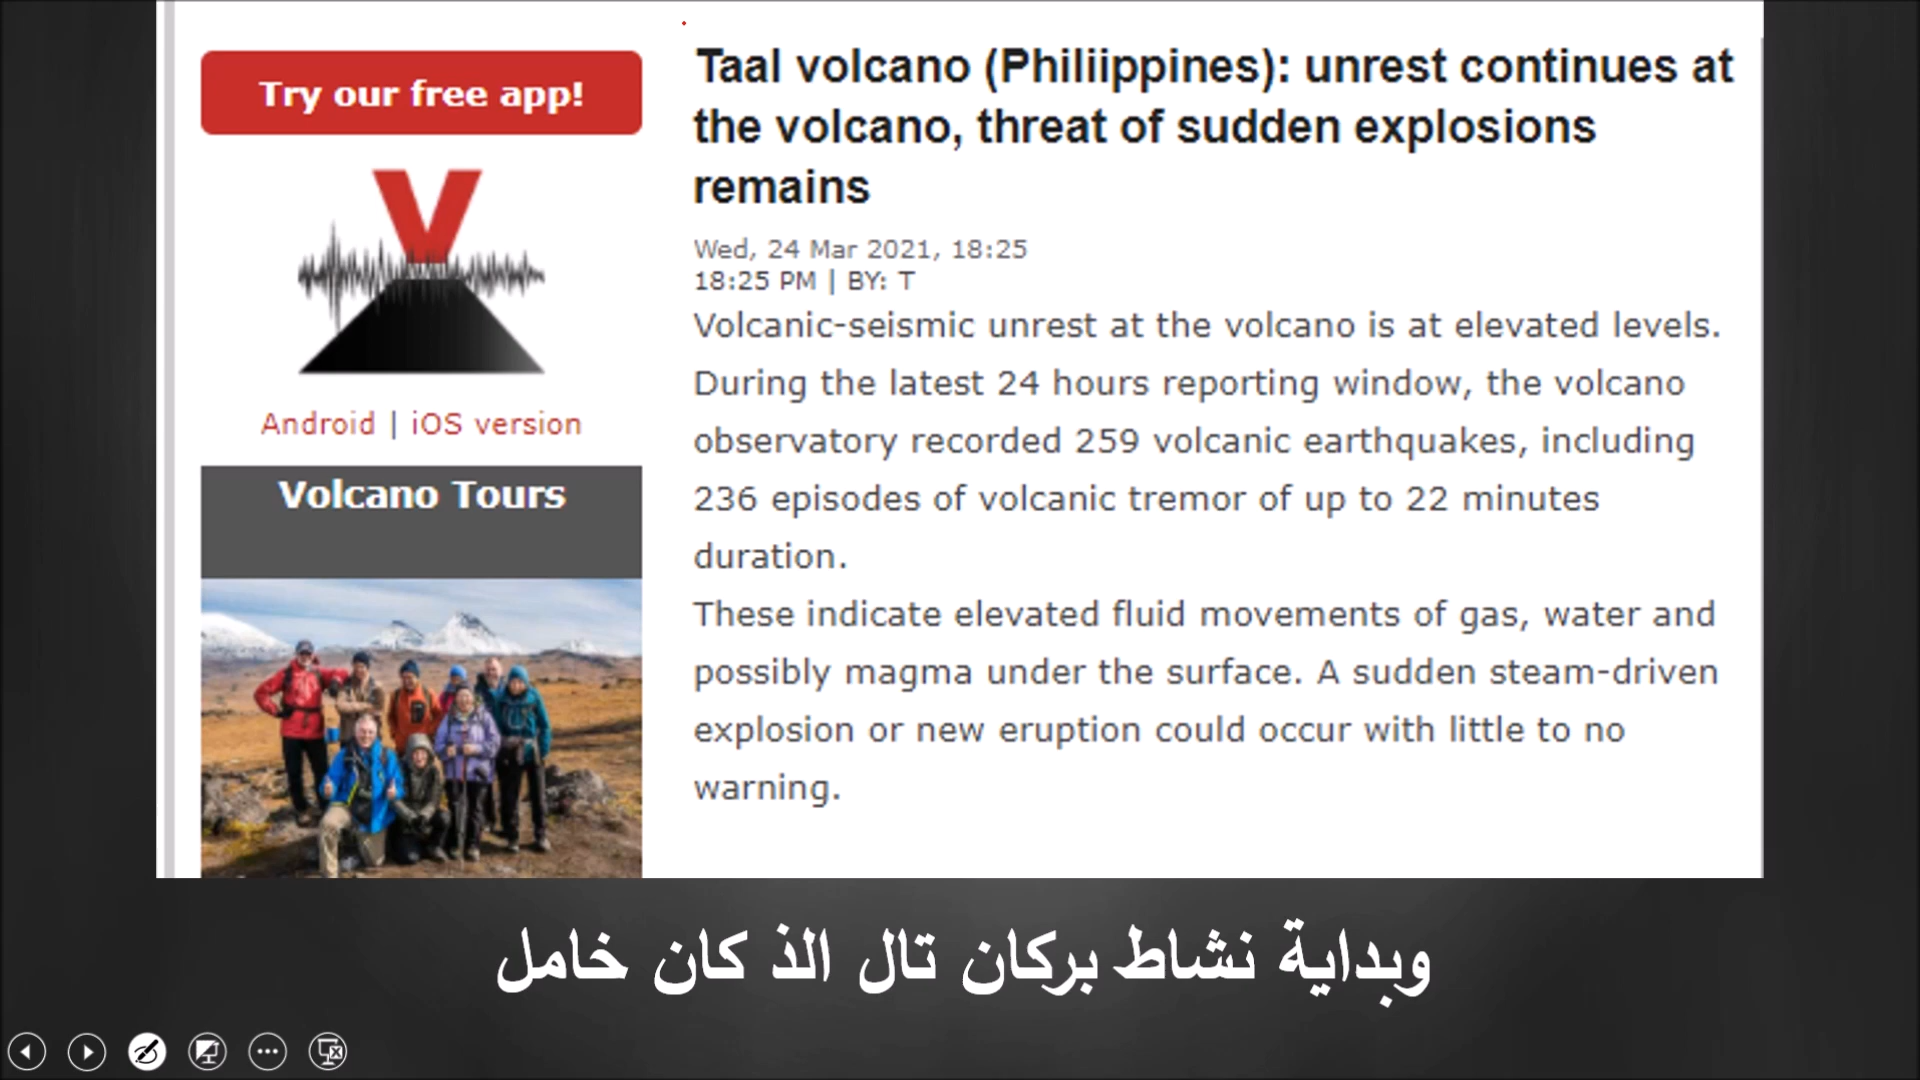 Try our free app!
Android | iOS version
Volcano Tours
Taal volcano (Philiippines): unrest continues at
the volcano, threat of sudden explosions
remains
Wed, 24 Mar 2021, 18:25
18:25 PM | BY: T
Volcanic-seismic unrest at the volcano is at elevated levels.
During the latest 24 hours reporting window, the volcano
observatory recorded 259 volcanic earthquakes, including
236 episodes of volcanic tremor of up to 22 minutes
duration.
These indicate elevated fluid movements of gas, water and
possibly magma under the surface. A sudden steam-driven
explosion or new eruption could occur with little to no
warning.
وبداية نشاط بركان تال الذ كان خامل